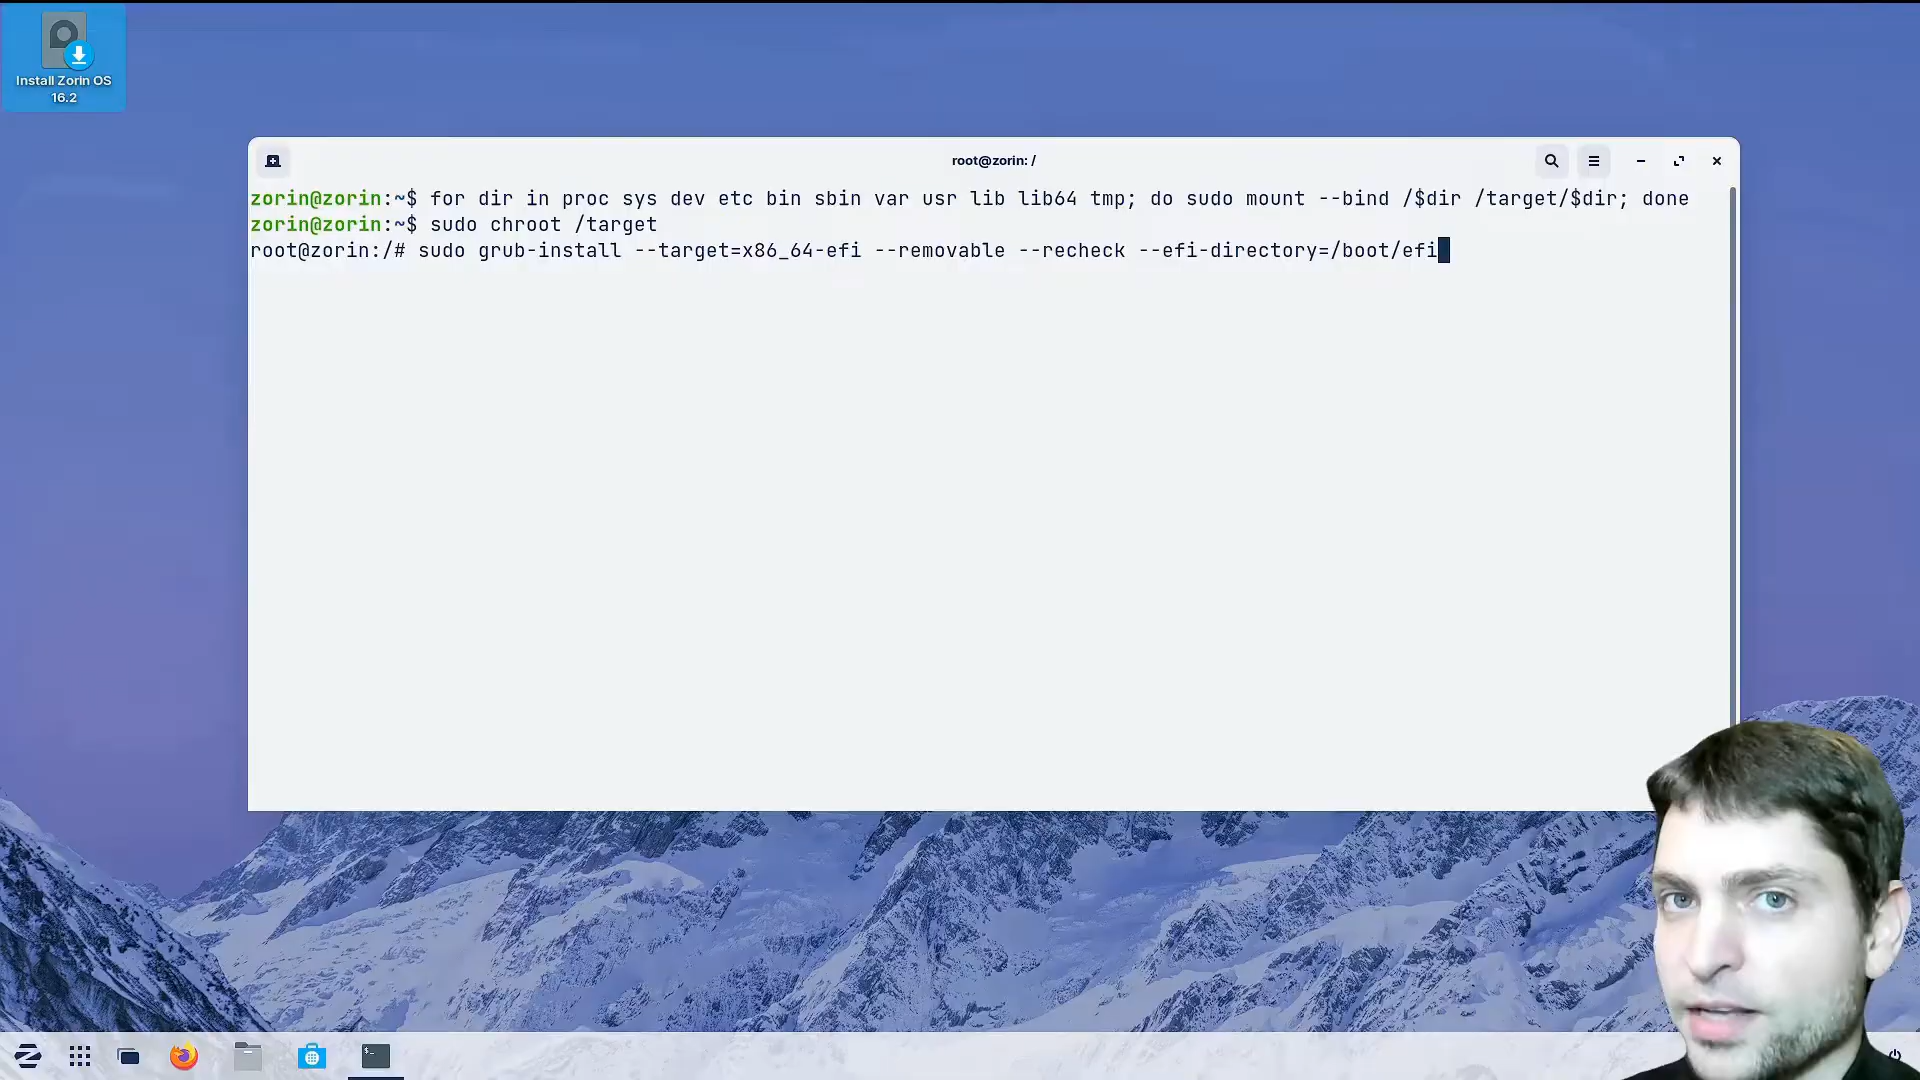 Install Zorin OS
16.2
root@zorin: /
zorin@zorin:~$ for dir in proc sys dev etc bin sbin var usr lib lib64 tmp; do sudo mount --bind /$dir /target/$dir; done
zorin@zorin:~$ sudo chroot /target
root@zorin:/# sudo grub-install --target=x86_64-efi --removable --recheck --efi-directory=/boot/efi